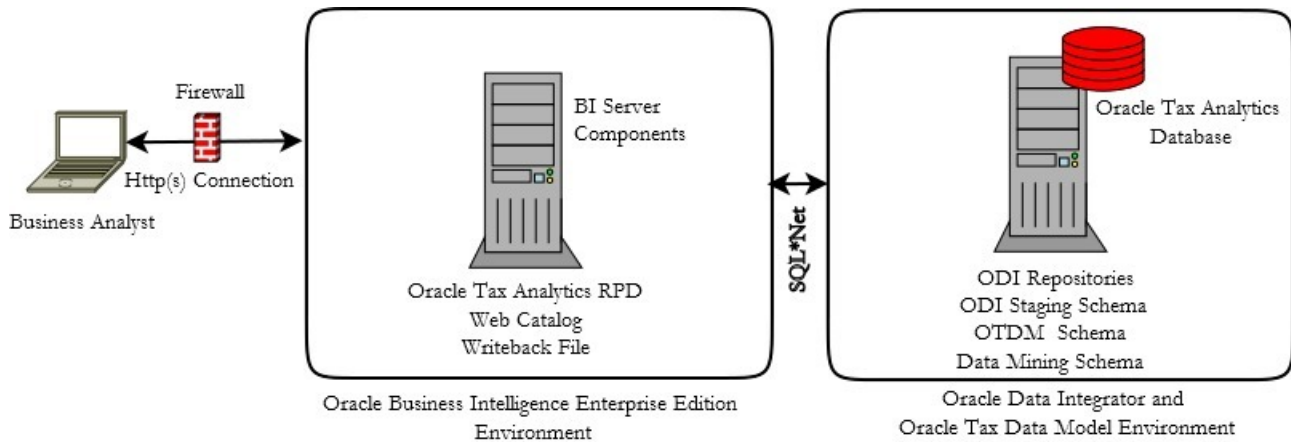 Firewall
Http(s) Connection
Business Analyst
BI Server
Components
Oracle Tax Analytics RPD
Web Catalog
Writeback File
Oracle Business Intelligence Enterprise Edition
Environment
SQL*Net
Oracle Tax Analytics
Database
ODI Repositories
ODI Staging Schema
OTDM Schema
Data Mining Schema
Oracle Data Integrator and
Oracle Tax Data Model Environment